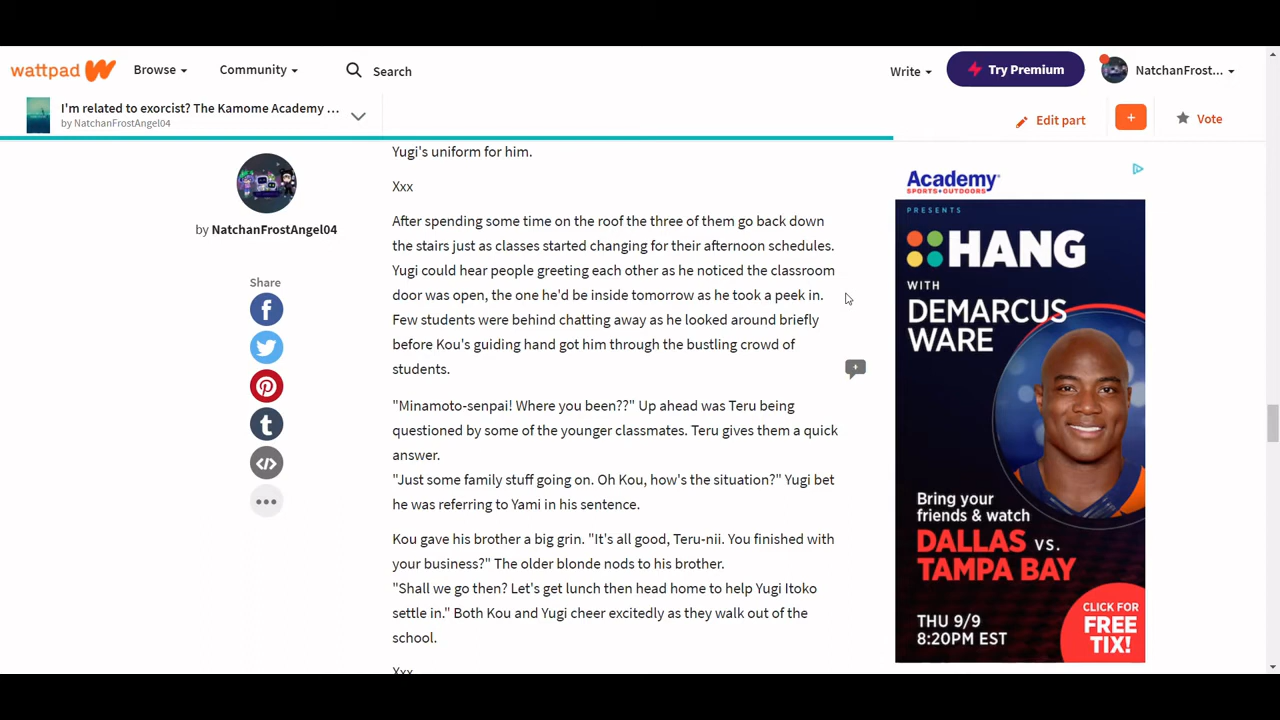 wattpad
Browse
Community
Search
Write
Try Premium
NatchanFrost...
I'm related to exorcist? The Kamome Academy ...
by NatchanFrostAngel04
Edit part
+
Vote
by NatchanFrostAngel04
Share
Yugi's uniform for him.
Xxx
After spending some time on the roof the three of them go back down
the stairs just as classes started changing for their afternoon schedules.
Yugi could hear people greeting each other as he noticed the classroom
door was open, the one he'd be inside tomorrow as he took a peek in.
Few students were behind chatting away as he looked around briefly
before Kou's guiding hand got him through the bustling crowd of
students.
"Minamoto-senpai! Where you been??" Up ahead was Teru being
questioned by some of the younger classmates. Teru gives them a quick
answer.
"Just some family stuff going on. Oh Kou, how's the situation?" Yugi bet
he was referring to Yami in his sentence.
Kou gave his brother a big grin. "It's all good, Teru-nii. You finished with
your business?" The older blonde nods to his brother.
"Shall we go then? Let's get lunch then head home to help Yugi Itoko
settle in." Both Kou and Yugi cheer excitedly as they walk out of the
school.
Xxx
Academy
SPORTS+OUTDOORS
PRESENTS
HANG
WITH
DEMARCUS
WARE
Bring your
friends & watch
DALLAS vs.
TAMPA BAY
THU 9/9
8:20PM EST
CLICK FOR
FREE
TIX!